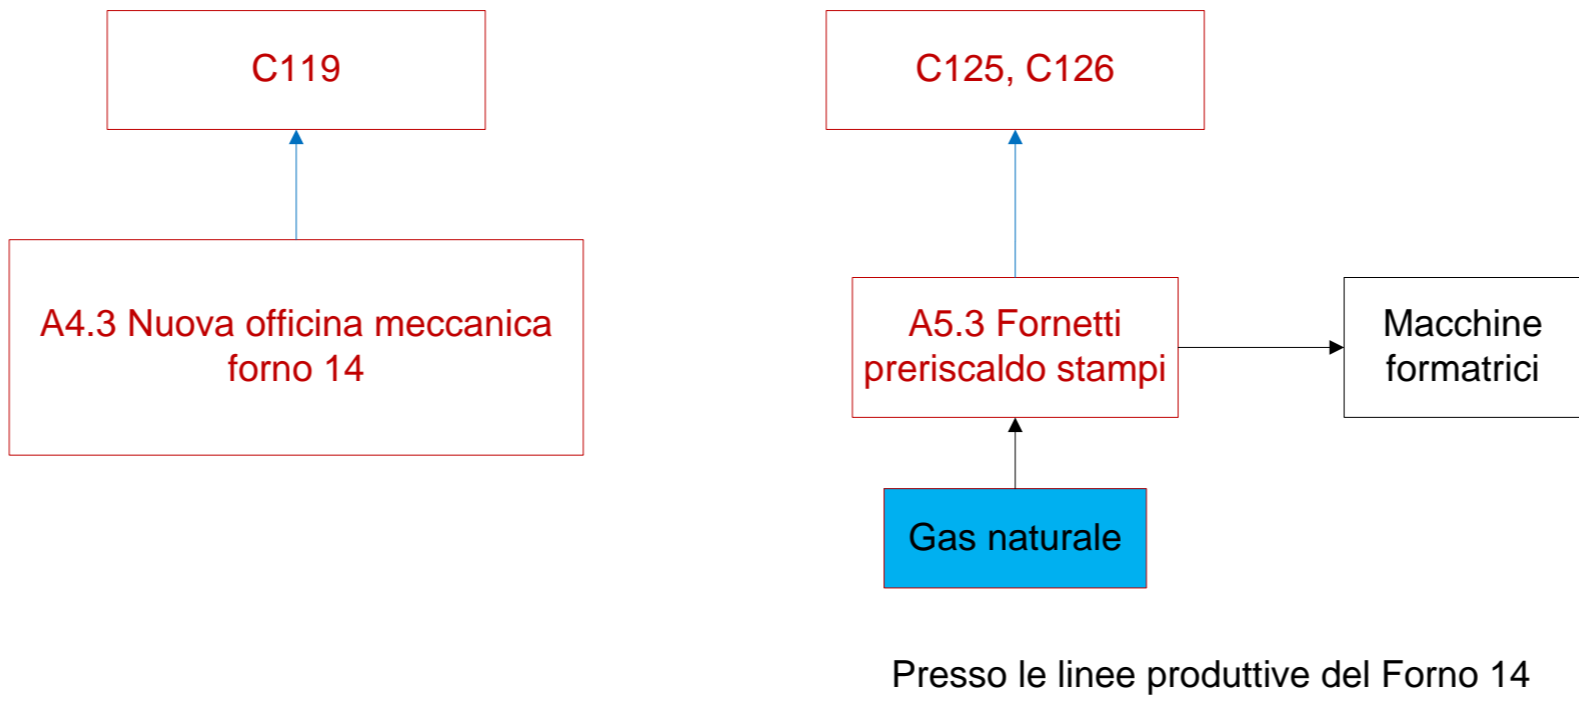 C119
C125, C126
A4.3 Nuova officina meccanica
forno 14
A5.3 Fornetti
preriscaldo stampi
Macchine
formatrici
Gas naturale
Presso le linee produttive del Forno 14